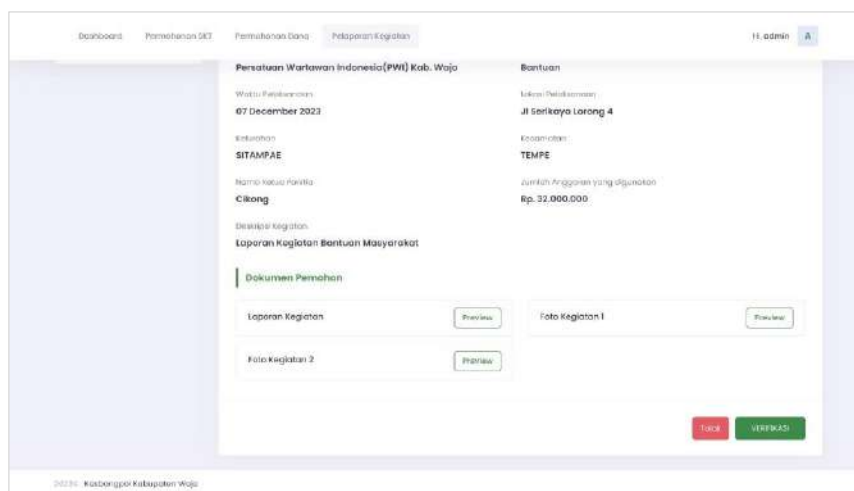 Dashboard Permohonan SKT Permohonan Dana Pelaporan Kegiatan Hi, admin A
Persatuan Wartawan Indonesia(PWI) Kab. Wajo Bantuan
Waktu Pelaksanaan Lokasi Pelaksanaan
07 December 2023 Jl Serikaya Lorong 4
Kelurahan Kecamatan
SITAMPAE TEMPE
Nama Ketua Panitia Jumlah Anggaran yang digunakan
Cikong Rp. 32.000.000
Deskripsi Kegiatan
Laporan Kegiatan Bantuan Masyarakat
Dokumen Pemohon
Laporan Kegiatan Preview Foto Kegiatan 1 Preview
Foto Kegiatan 2 Preview
Tolak VERIFIKASI
Kesbangpol Kabupaten Wajo